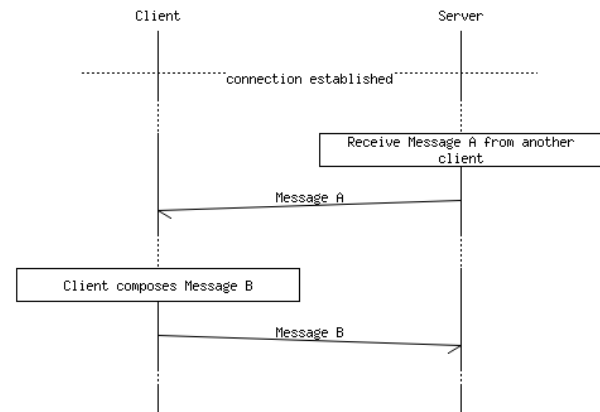 Client
Server
connection established
Receive Message A from another
client
Message A
Client composes Message B
Message B